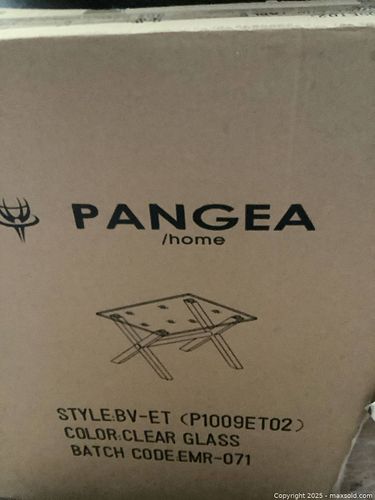 PANGEA
/home
STYLE:BV-ET (P1009ET02)
COLOR:CLEAR GLASS
BATCH CODE:EMR-071
Copyright 2025 - maxsold.com